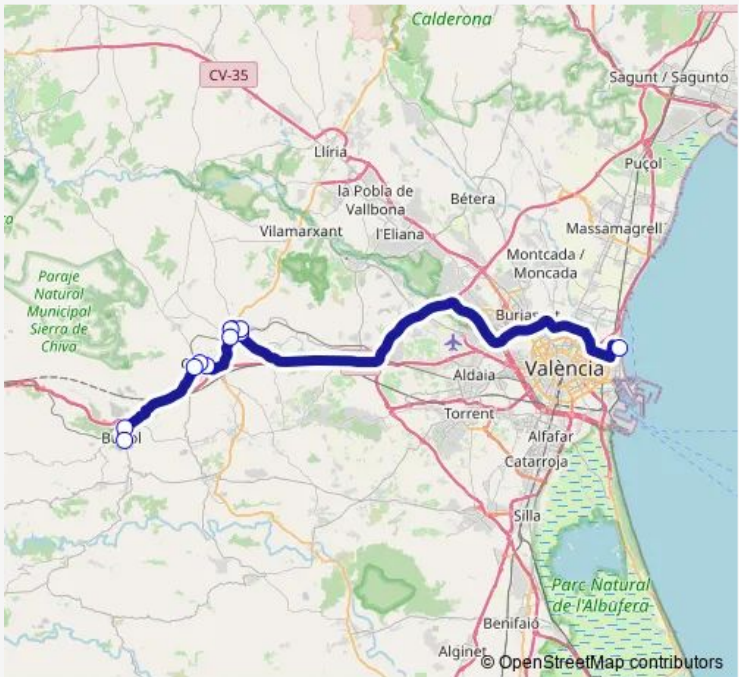 Calderona
CV-35
Sagunt / Sagunto
Llíria
Puçol
la Pobla de
Vallbona
Bétera
Vilamarxant
l'Eliana
Massamagrell
Montcada /
Moncada
Paraje
Natural
Municipal
Sierra de
Chiva
València
Aldaia
Torrent
Alfafar
Catarroja
Silla
Parc Natural
de l'Albufera
Benifaió
Alginet
© OpenStreetMap contributors